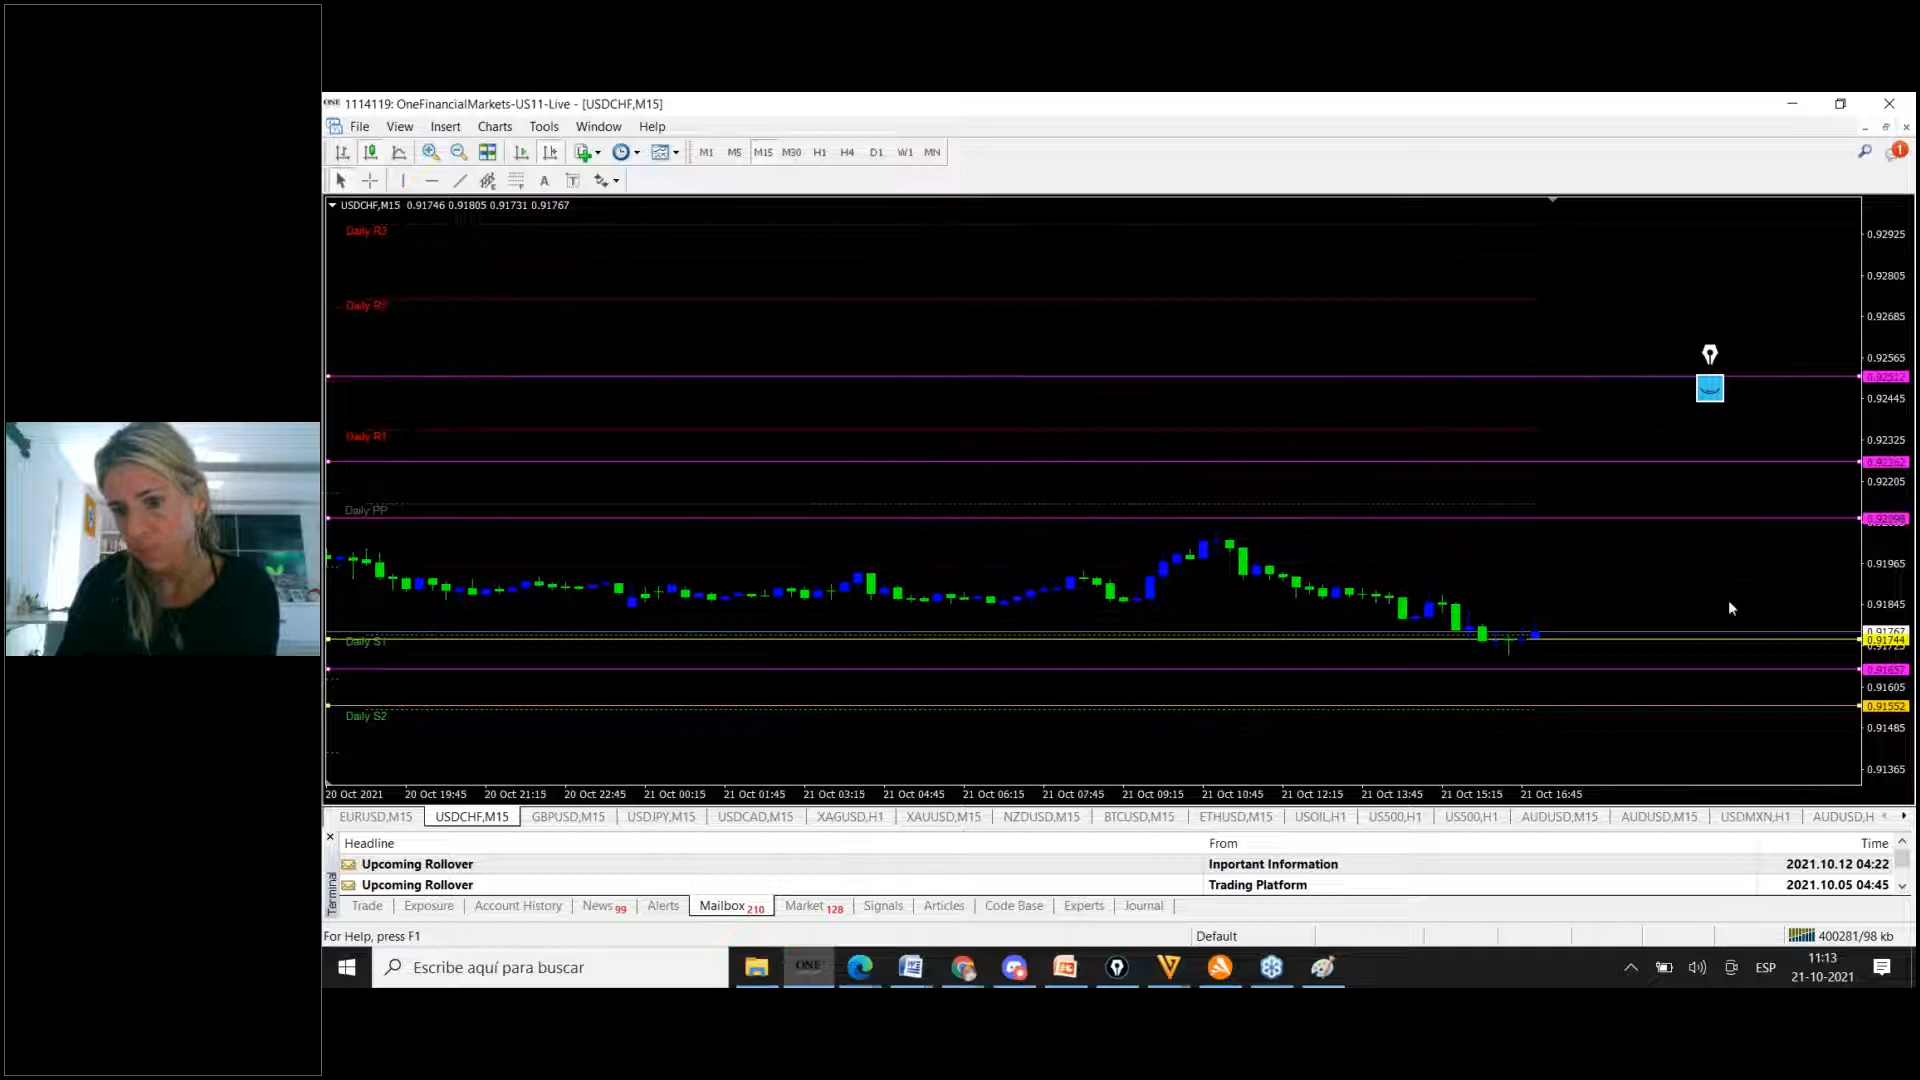 1114119: OneFinancialMarkets-US11-Live - [USDCHF,M15]
File View Insert Charts Tools Window Help
M1 M5 M15 M30 H1 H4 D1 W1 MN
1
USDCHF,M15 0.91746 0.91805 0.91731 0.91767
Daily R3
0.92925
0.92805
Daily R2
0.92685
0.92565
0.92512
0.92445
Daily R1
0.92325
0.92262
0.92205
Daily PP
0.91965
0.91845
0.91767
Daily S1
0.91744
0.91725
0.91657
0.91605
0.91552
Daily S2
0.91485
0.91365
20 Oct 2021 20 Oct 19:45 20 Oct 21:15 20 Oct 22:45 21 Oct 00:15 21 Oct 01:45 21 Oct 03:15 21 Oct 04:45 21 Oct 06:15 21 Oct 07:45 21 Oct 09:15 21 Oct 10:45 21 Oct 12:15 21 Oct 13:45 21 Oct 15:15 21 Oct 16:45
EURUSD,M15 USDCHF,M15 GBPUSD,M15 USDJPY,M15 USDCAD,M15 XAGUSD,H1 XAUUSD,M15 NZDUSD,M15 BTCUSD,M15 ETHUSD,M15 USOIL,H1 US500,H1 US500,H1 AUDUSD,M15 AUDUSD,M15 USDMXN,H1 AUDUSD,H
Headline From Time
Upcoming Rollover Inportant Information 2021.10.12 04:22
Upcoming Rollover Trading Platform 2021.10.05 04:45
Terminal
Trade Exposure Account History News 99 Alerts Mailbox 210 Market 128 Signals Articles Code Base Experts Journal
For Help, press F1 Default 400281/98 kb
Escribe aquí para buscar
ONE
ESP
11:13
21-10-2021